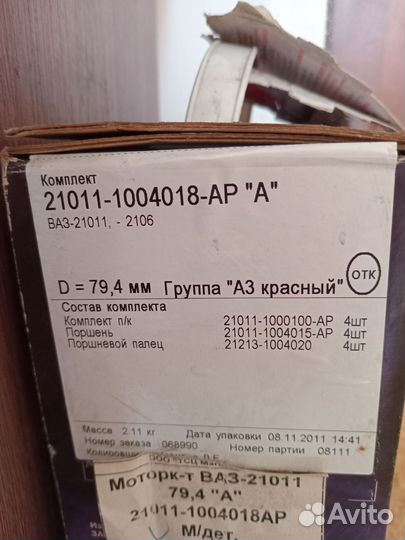 Комплект
21011-1004018-АР "А"
ВАЗ-21011, - 2106
D = 79,4 мм Группа "А3 красный" ОТК
Состав комплекта
Комплект п/к 21011-1000100-АР 4шт
Поршень 21011-1004015-АР 4шт
Поршневой палец 21213-1004020 4шт
Масса 2.11 кг Дата упаковки 08.11.2011 14:41
Номер заказа 068990 Номер партии 08111
Моторк-т ВАЗ-21011
79,4 "А"
21011-1004018АР
М/дет.
Avito